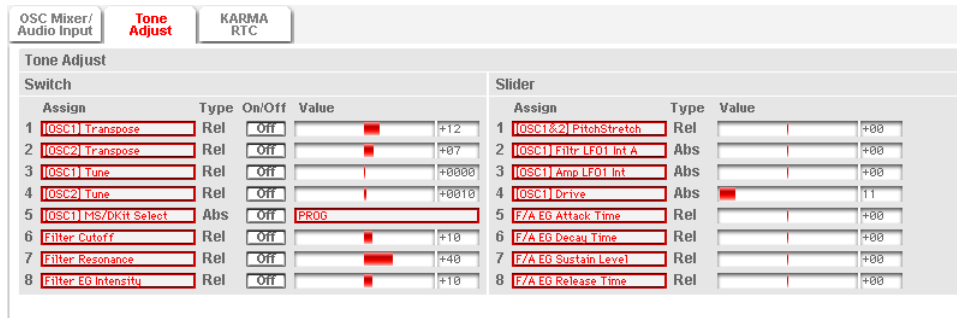 OSC Mixer/ Tone KARMA
Audio Input Adjust RTC
Tone Adjust
Switch Slider
Assign Type On/Off Value Assign Type Value
1 [OSC1] Transpose Rel Off +12 1 [OSC1&2] PitchStretch Rel +00
2 [OSC2] Transpose Rel Off +07 2 [OSC1] Filtr LFO1 Int A Abs +00
3 [OSC1] Tune Rel Off +0000 3 [OSC1] Amp LFO1 Int Abs +00
4 [OSC2] Tune Rel Off +0010 4 [OSC1] Drive Abs 11
5 [OSC1] MS/DKit Select Abs Off PROG 5 F/A EG Attack Time Rel +00
6 Filter Cutoff Rel Off +10 6 F/A EG Decay Time Rel +00
7 Filter Resonance Rel Off +40 7 F/A EG Sustain Level Rel +00
8 Filter EG Intensity Rel Off +10 8 F/A EG Release Time Rel +00